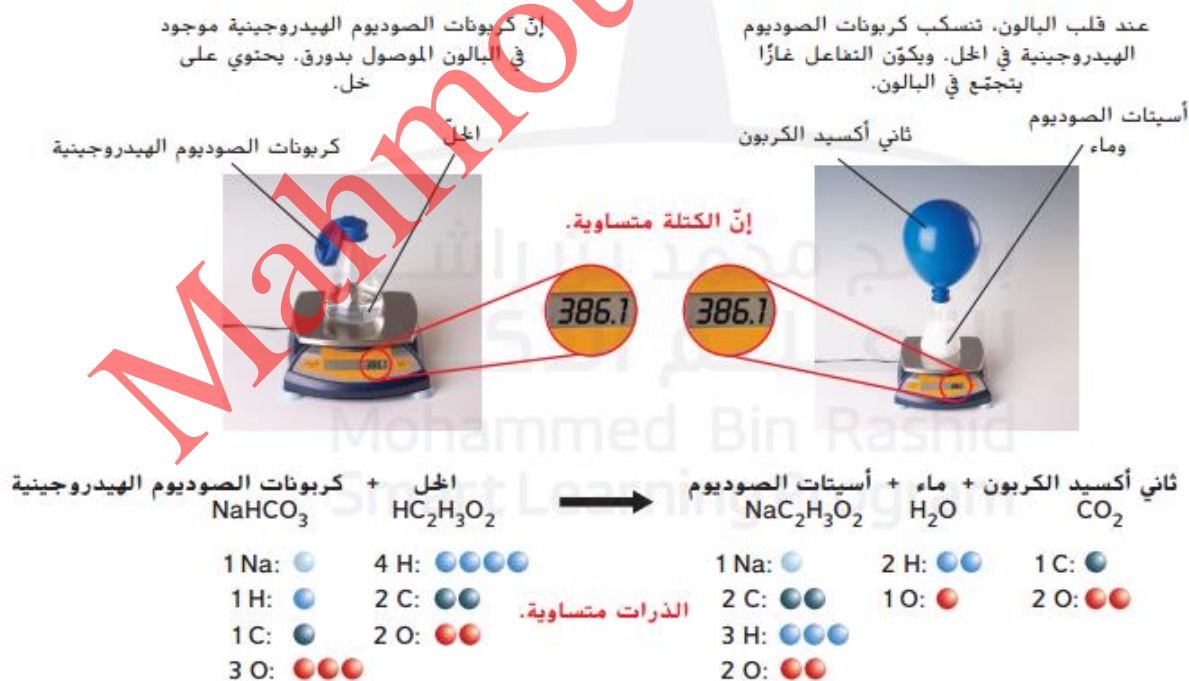 إنّ كربونات الصوديوم الهيدروجينية موجود
في البالون الموصول بدورق. يحتوي على
خل.
عند قلب البالون، تنسكب كربونات الصوديوم
الهيدروجينية في الخل. ويكوّن التفاعل غازًا
يتجمّع في البالون.
كربونات الصوديوم الهيدروجينية
الخلّ
ثاني أكسيد الكربون
أسيتات الصوديوم
وماء
إنّ الكتلة متساوية.
386.1
386.1
Mahmo
محمد بن راشد
Mohammed Bin Rashid
Smart Learning Program
كربونات الصوديوم الهيدروجينية + الخل
ثاني أكسيد الكربون + ماء + أسيتات الصوديوم
NaHCO₃ HC₂H₃O₂
NaC₂H₃O₂ H₂O CO₂
1 Na:
1 H:
1 C:
3 O:
4 H:
2 C:
2 O:
الذرات متساوية.
1 Na:
2 C:
3 H:
2 O:
2 H:
1 O:
1 C:
2 O: